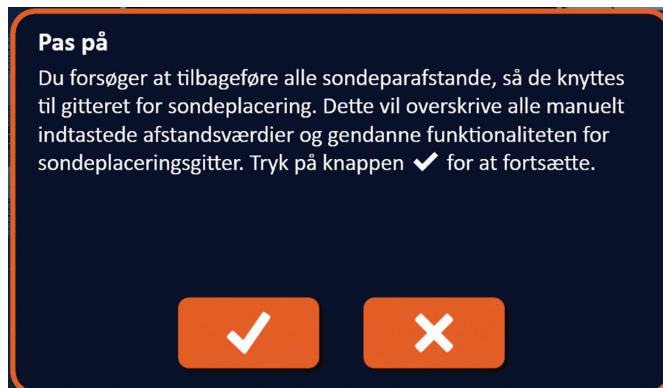 Pas på
Du forsøger at tilbageføre alle sondeparafstande, så de knyttes
til gitteret for sondeplacering. Dette vil overskrive alle manuelt
indtastede afstandsværdier og gendanne funktionaliteten for
sondeplaceringsgitter. Tryk på knappen ✔ for at fortsætte.